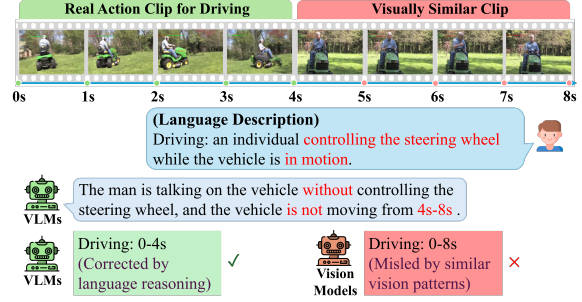 Real Action Clip for Driving
Visually Similar Clip
0s 1s 2s 3s 4s 5s 6s 7s 8s
(Language Description)
Driving: an individual controlling the steering wheel
while the vehicle is in motion.
The man is talking on the vehicle without controlling the
steering wheel, and the vehicle is not moving from 4s-8s .
VLMs
Driving: 0-4s
(Corrected by
language reasoning)
✓
VLMs
Driving: 0-8s
(Misled by similar
vision patterns)
×
Vision
Models